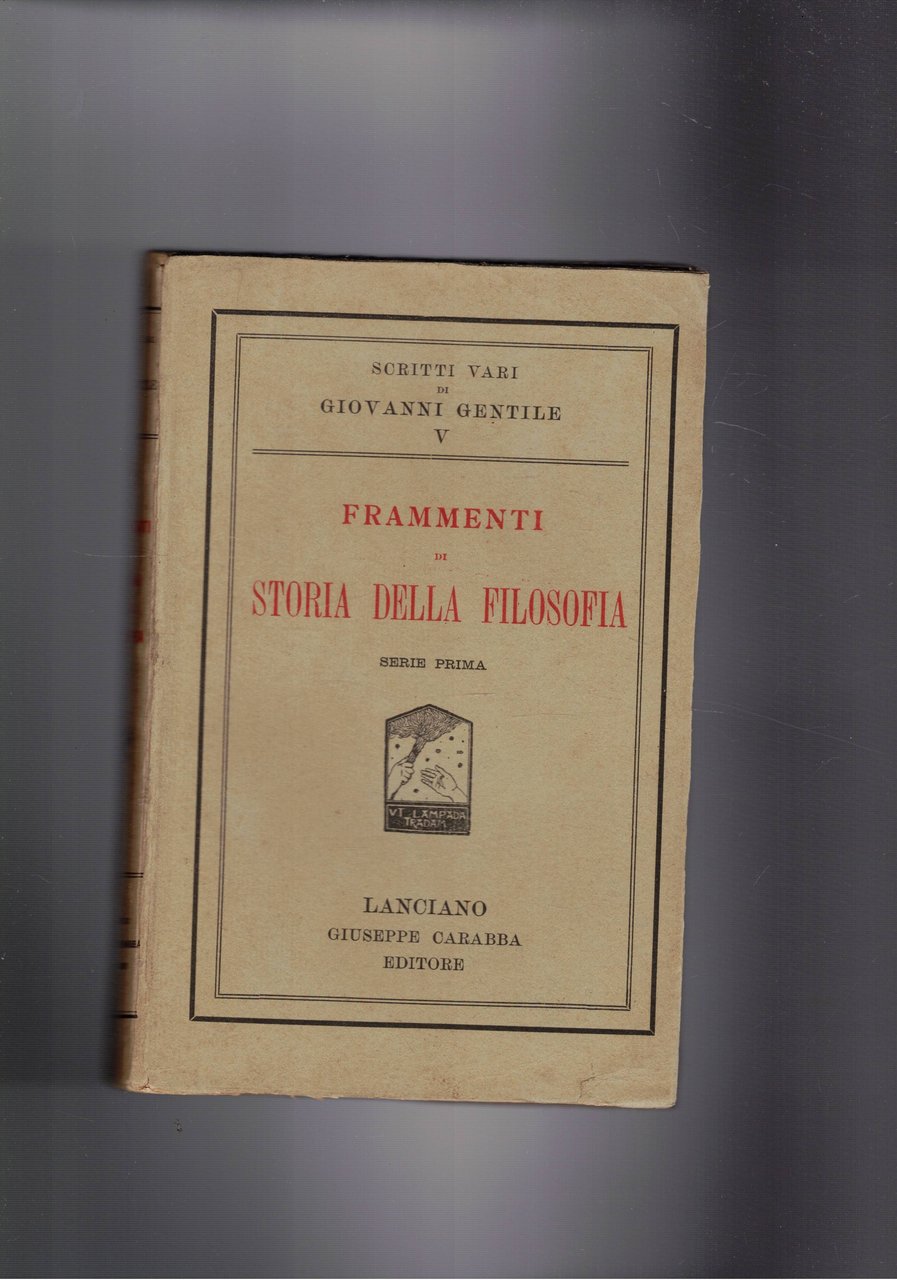 SCRITTI VARI
DI
GIOVANNI GENTILE
V
FRAMMENTI
DI
STORIA DELLA FILOSOFIA
SERIE PRIMA
VT LAMPADA
TRADAM
LANCIANO
GIUSEPPE CARABBA
EDITORE